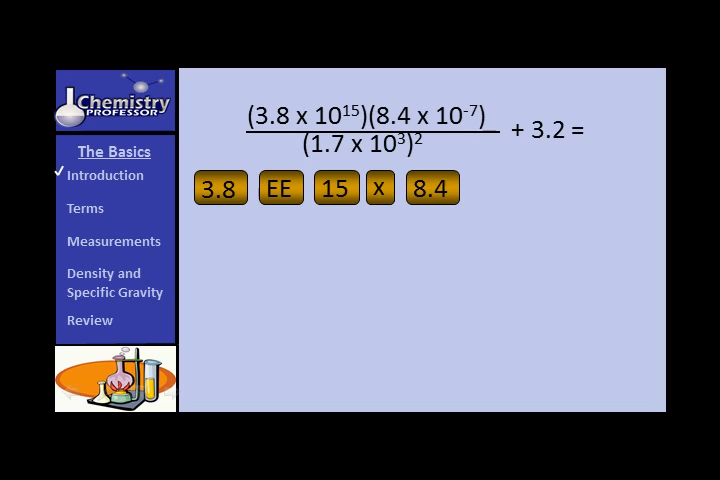 Chemistry
PROFESSOR
The Basics
✓ Introduction
Terms
Measurements
Density and
Specific Gravity
Review
(3.8 x 10¹⁵)(8.4 x 10⁻⁷)
(1.7 x 10³)²
+ 3.2 =
3.8 EE 15 x 8.4